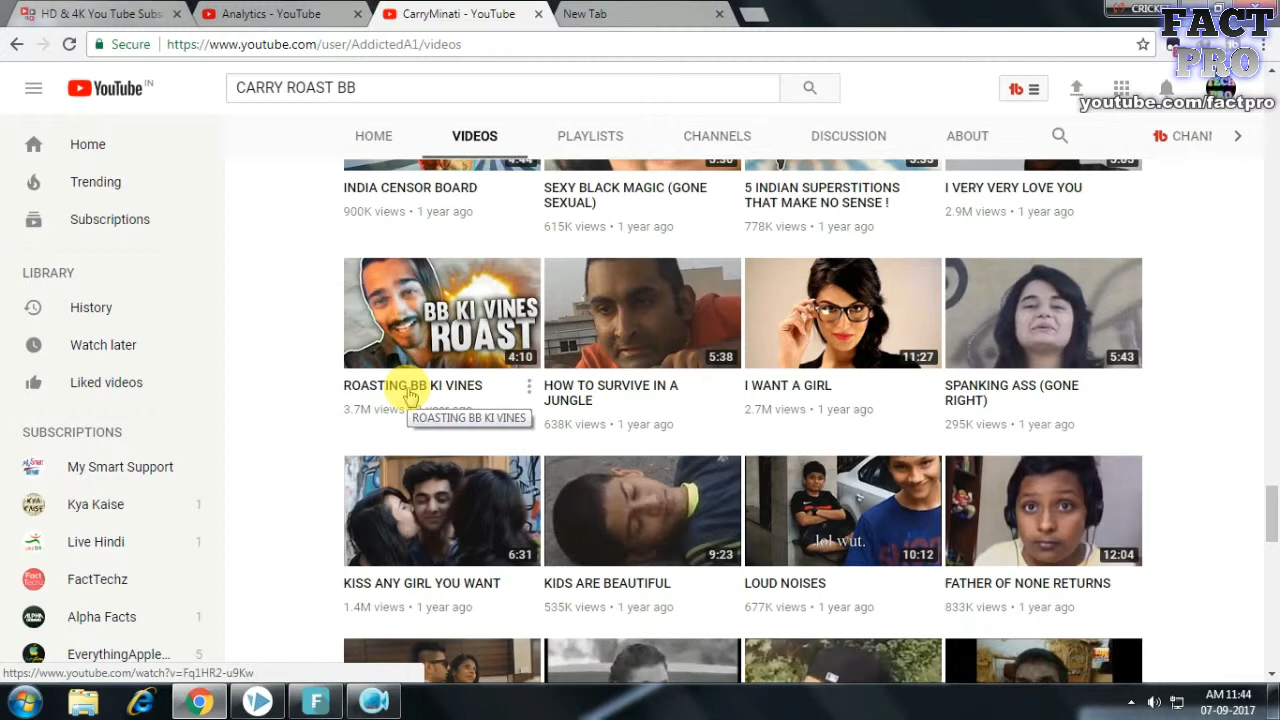 HD & 4K YouTube Subs
Analytics - YouTube
CarryMinati - YouTube
New Tab
CRICKET
FACT
PRO
Secure
https://www.youtube.com/user/AddictedA1/videos
YouTube IN
CARRY ROAST BB
youtube.com/factpro
HOME
VIDEOS
PLAYLISTS
CHANNELS
DISCUSSION
ABOUT
CHANI
Home
Trending
Subscriptions
LIBRARY
History
Watch later
Liked videos
SUBSCRIPTIONS
My Smart Support
Kya Kaise 1
Live Hindi 1
FactTechz
Alpha Facts 1
EverythingApple... 5
INDIA CENSOR BOARD
900K views • 1 year ago
SEXY BLACK MAGIC (GONE
SEXUAL)
615K views • 1 year ago
5 INDIAN SUPERSTITIONS
THAT MAKE NO SENSE !
778K views • 1 year ago
I VERY VERY LOVE YOU
2.9M views • 1 year ago
BB KI VINES
ROAST
4:10
ROASTING BB KI VINES
3.7M views
ROASTING BB KI VINES
5:38
HOW TO SURVIVE IN A
JUNGLE
638K views • 1 year ago
11:27
I WANT A GIRL
2.7M views • 1 year ago
5:43
SPANKING ASS (GONE
RIGHT)
295K views • 1 year ago
6:31
KISS ANY GIRL YOU WANT
1.4M views • 1 year ago
9:23
KIDS ARE BEAUTIFUL
535K views • 1 year ago
lol wut.
10:12
LOUD NOISES
677K views • 1 year ago
12:04
FATHER OF NONE RETURNS
833K views • 1 year ago
https://www.youtube.com/watch?v=Fq1HR2-u9Kw
AM 11:44
07-09-2017